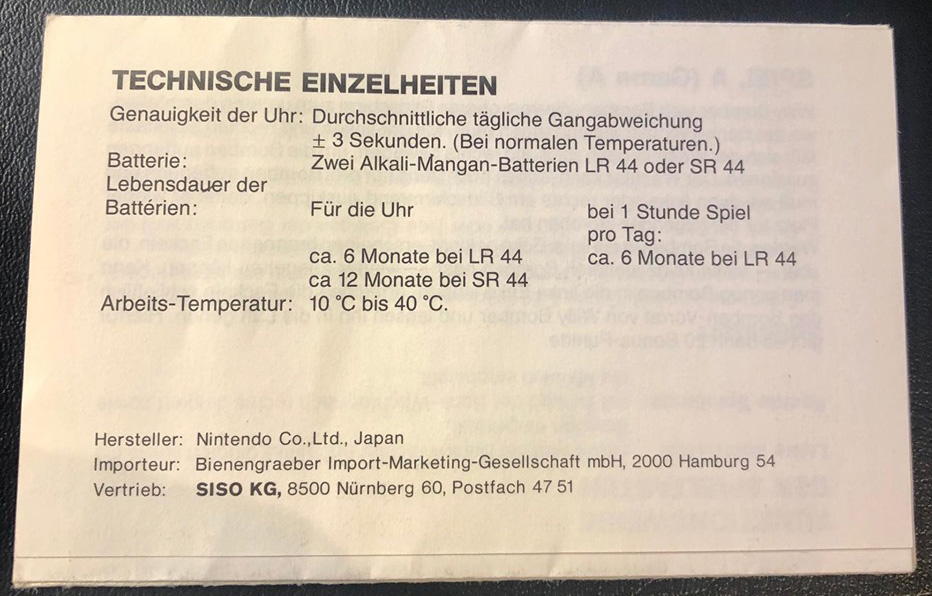 TECHNISCHE EINZELHEITEN
Genauigkeit der Uhr: Durchschnittliche tägliche Gangabweichung
± 3 Sekunden. (Bei normalen Temperaturen.)
Batterie: Zwei Alkali-Mangan-Batterien LR 44 oder SR 44
Lebensdauer der
Battérien: Für die Uhr bei 1 Stunde Spiel
pro Tag:
ca. 6 Monate bei LR 44 ca. 6 Monate bei LR 44
ca 12 Monate bei SR 44
Arbeits-Temperatur: 10 °C bis 40 °C.
Hersteller: Nintendo Co.,Ltd., Japan
Importeur: Bienengraeber Import-Marketing-Gesellschaft mbH, 2000 Hamburg 54
Vertrieb: SISO KG, 8500 Nürnberg 60, Postfach 47 51